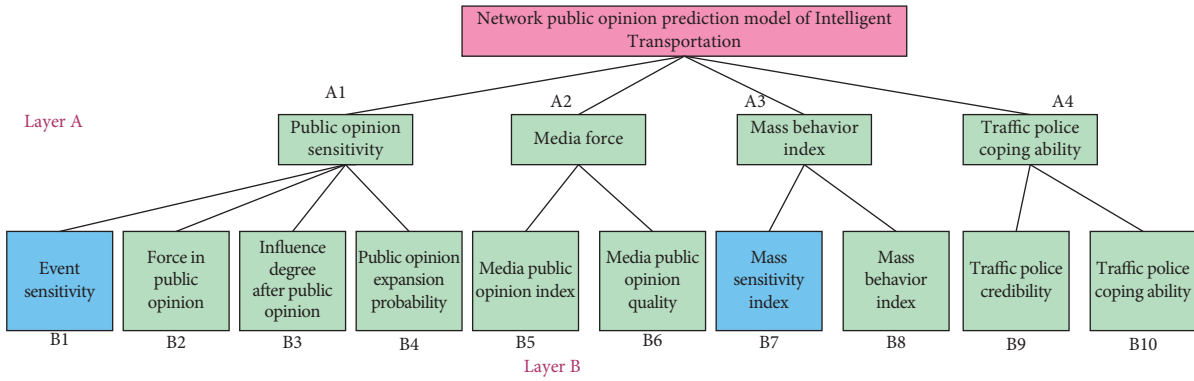 Network public opinion prediction model of Intelligent
Transportation
A1
A2
A3
A4
Layer A
Public opinion
sensitivity
Media force
Mass behavior
index
Traffic police
coping ability
Event
sensitivity
Force in
public
opinion
Influence
degree
after public
opinion
Public opinion
expansion
probability
Media public
opinion index
Media public
opinion
quality
Mass
sensitivity
index
Mass
behavior
index
Traffic police
credibility
Traffic police
coping ability
B1
B2
B3
B4
B5
B6
B7
B8
B9
B10
Layer B